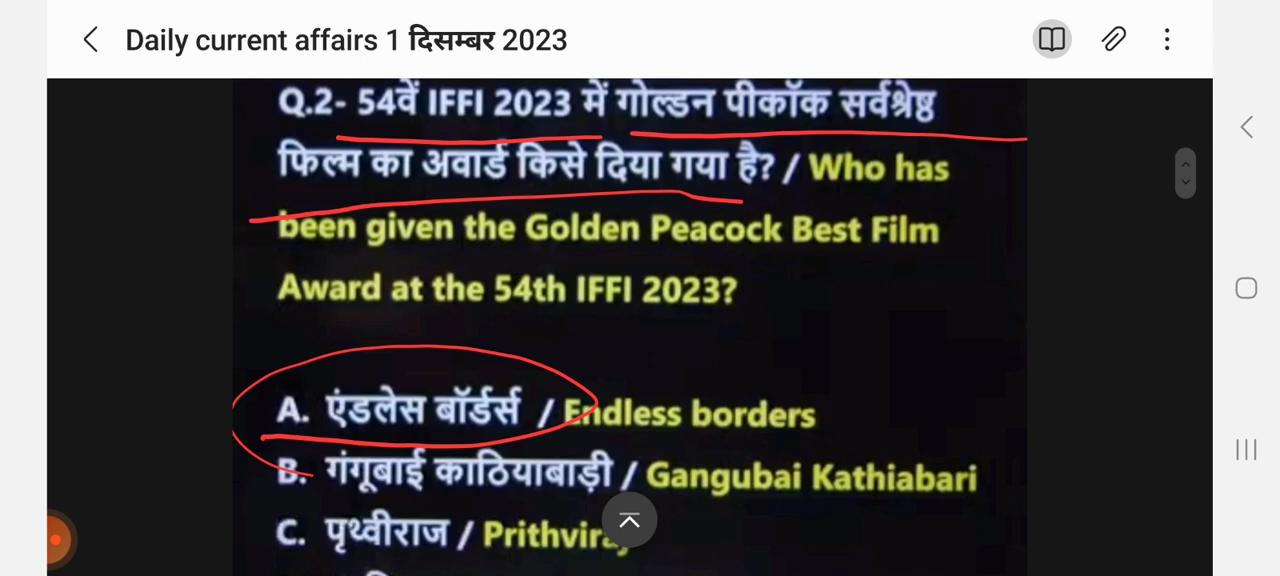 Daily current affairs 1 दिसम्बर 2023
Q.2- 54वें IFFI 2023 में गोल्डन पीकॉक सर्वश्रेष्ठ
फिल्म का अवार्ड किसे दिया गया है? / Who has
been given the Golden Peacock Best Film
Award at the 54th IFFI 2023?
A. एंडलेस बॉर्डर्स / Endless borders
B. गंगूबाई काठियाबाड़ी / Gangubai Kathiabari
C. पृथ्वीराज / Prithviraj